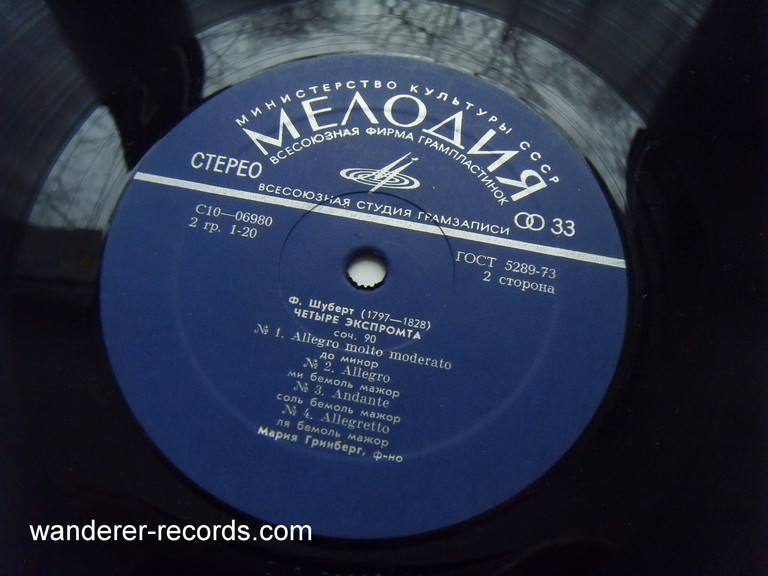 МИНИСТЕРСТВО КУЛЬТУРЫ СССР
МЕЛОДИЯ
ВСЕСОЮЗНАЯ ФИРМА ГРАМПЛАСТИНОК
СТЕРЕО
ВСЕСОЮЗНАЯ СТУДИЯ ГРАМЗАПИСИ
33
С10—06980
2 гр. 1-20
ГОСТ 5289-73
2 сторона
Ф. Шуберт (1797—1828)
ЧЕТЫРЕ ЭКСПРОМТА
соч. 90
№ 1. Allegro molto moderato
до минор
№ 2. Allegro
ми бемоль мажор
№ 3. Andante
соль бемоль мажор
№ 4. Allegretto
ля бемоль мажор
Мария Гринберг, ф-но
wanderer-records.com